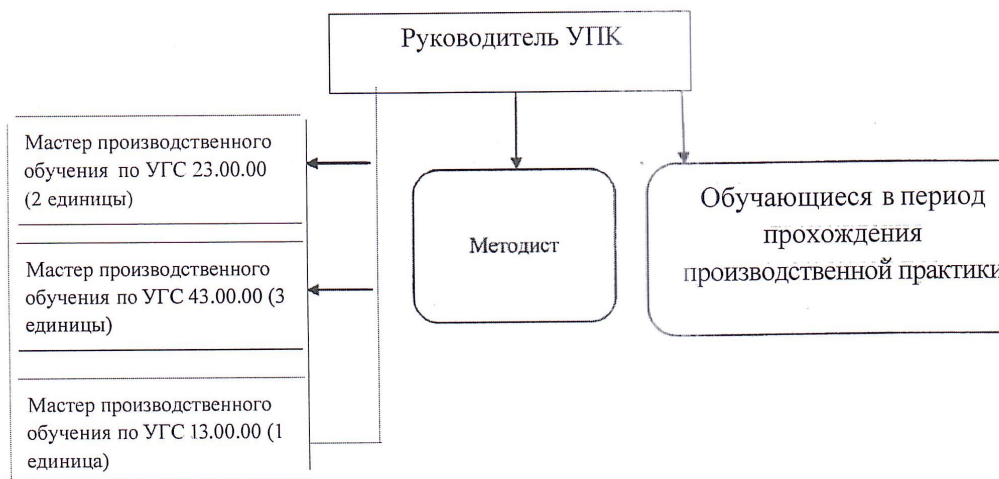 Руководитель УПК
Мастер производственного
обучения по УГС 23.00.00
(2 единицы)
Мастер производственного
обучения по УГС 43.00.00 (3
единицы)
Мастер производственного
обучения по УГС 13.00.00 (1
единица)
Методист
Обучающиеся в период
прохождения
производственной практики